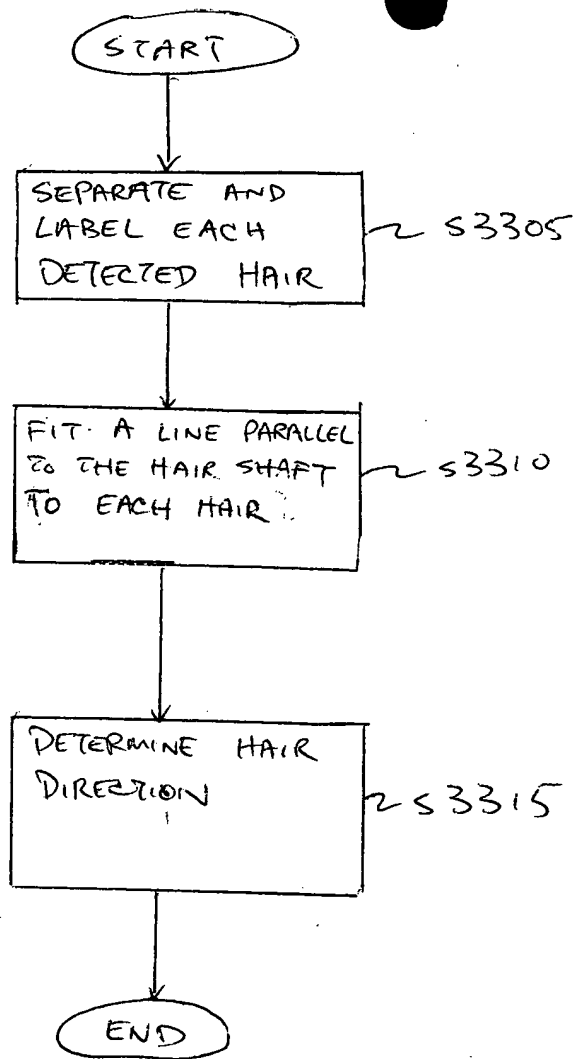 START
SEPARATE AND
LABEL EACH
DETECTED HAIR
S3305
FIT A LINE PARALLEL
TO THE HAIR SHAFT
TO EACH HAIR
S3310
DETERMINE HAIR
DIRECTION
S3315
END